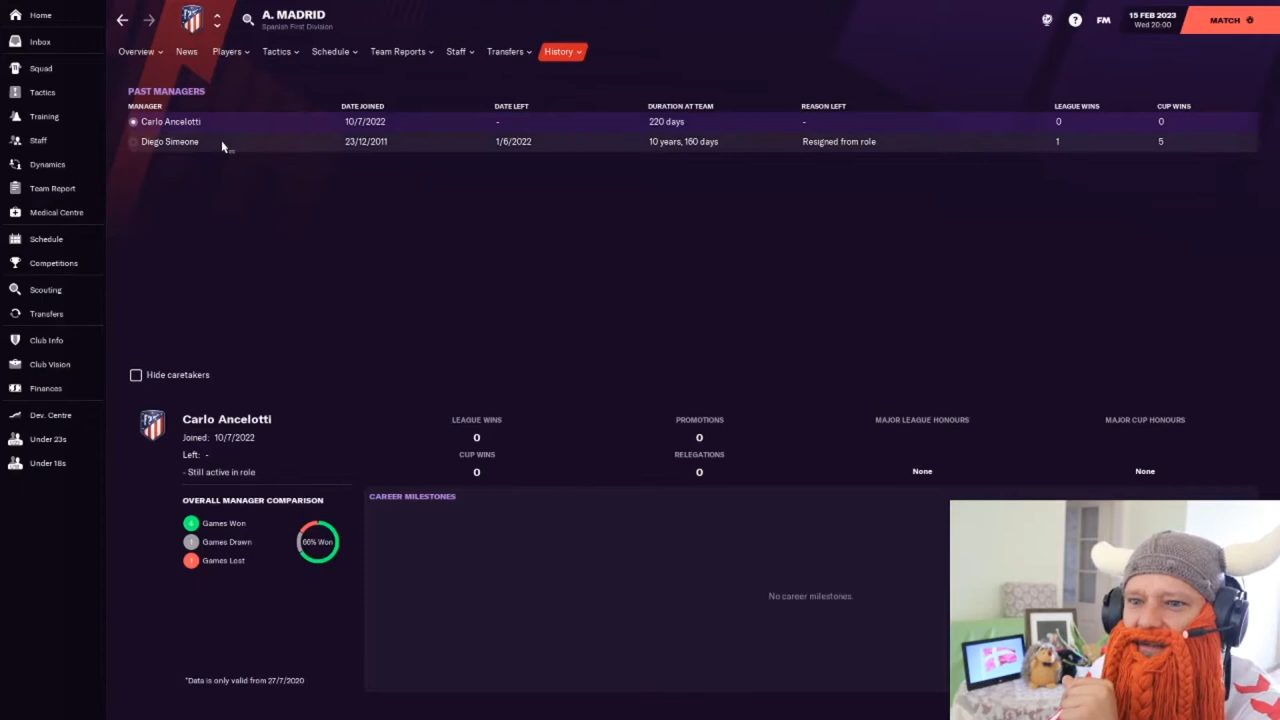 Home
A. MADRID
Spanish First Division
FM
15 FEB 2023
Wed 20:00
MATCH
Inbox
Overview News Players Tactics Schedule Team Reports Staff Transfers History
Squad
Tactics
Training
Staff
Dynamics
Team Report
Medical Centre
Schedule
Competitions
Scouting
Transfers
Club Info
Club Vision
Finances
Dev. Centre
Under 23s
Under 18s
PAST MANAGERS
MANAGER DATE JOINED DATE LEFT DURATION AT TEAM REASON LEFT LEAGUE WINS CUP WINS
Carlo Ancelotti 10/7/2022 - 220 days - 0 0
Diego Simeone 23/12/2011 1/6/2022 10 years, 160 days Resigned from role 1 5
Hide caretakers
Carlo Ancelotti
Joined: 10/7/2022
Left: -
- Still active in role
LEAGUE WINS PROMOTIONS MAJOR LEAGUE HONOURS MAJOR CUP HONOURS
0 0
CUP WINS RELEGATIONS
0 0 None None
OVERALL MANAGER COMPARISON
4 Games Won
1 Games Drawn
1 Games Lost
66% Won
CAREER MILESTONES
No career milestones.
*Data is only valid from 27/7/2020